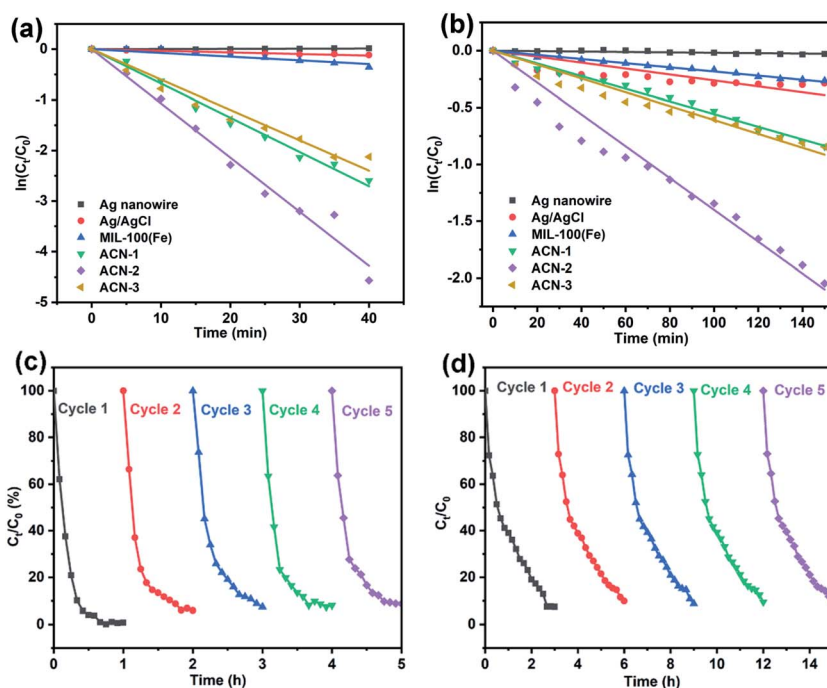 (a)
0
-1
-2
-3
-4
-5
ln(Cₜ/C₀)
Ag nanowire
Ag/AgCl
MIL-100(Fe)
ACN-1
ACN-2
ACN-3
0 10 20 30 40
Time (min)
(b)
0.0
-0.5
-1.0
-1.5
-2.0
ln(Cₜ/C₀)
Ag nanowire
Ag/AgCl
MIL-100(Fe)
ACN-1
ACN-2
ACN-3
0 20 40 60 80 100 120 140
Time (min)
(c)
100
80
60
40
20
0
Cₜ/C₀ (%)
Cycle 1 Cycle 2 Cycle 3 Cycle 4 Cycle 5
0 1 2 3 4 5
Time (h)
(d)
100
80
60
40
20
0
Cₜ/C₀
Cycle 1 Cycle 2 Cycle 3 Cycle 4 Cycle 5
0 2 4 6 8 10 12 14
Time (h)